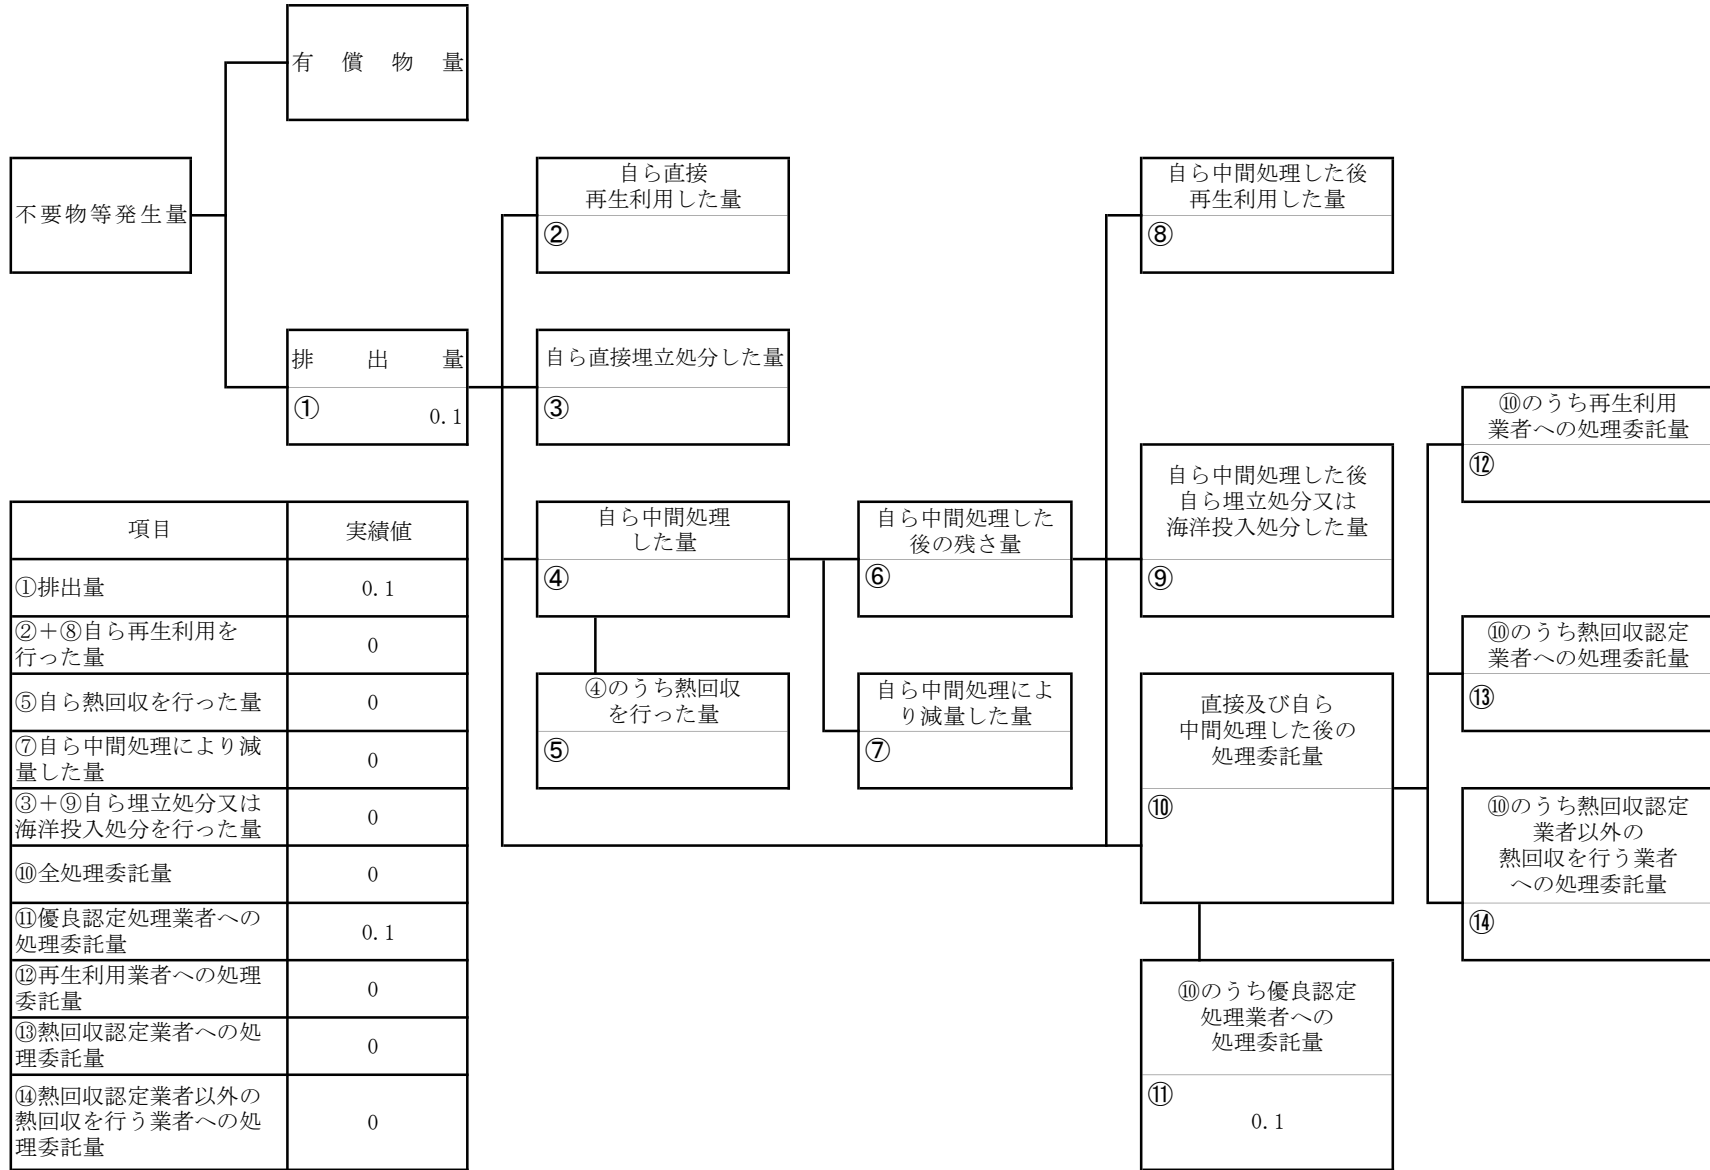 有償物量
不要物等発生量
自ら直接
再生利用した量
②
自ら中間処理した後
再生利用した量
⑧
排出量
①
0.1
自ら直接埋立処分した量
③
⑩のうち再生利用
業者への処理委託量
⑫
自ら中間処理
した量
④
自ら中間処理した
後の残さ量
⑥
自ら中間処理した後
自ら埋立処分又は
海洋投入処分した量
⑨
④のうち熱回収
を行った量
⑤
自ら中間処理によ
り減量した量
⑦
直接及び自ら
中間処理した後の
処理委託量
⑩
⑩のうち熱回収認定
業者への処理委託量
⑬
⑩のうち熱回収認定
業者以外の
熱回収を行う業者
への処理委託量
⑭
⑩のうち優良認定
処理業者への
処理委託量
⑪
0.1
項目 実績値
①排出量 0.1
②+⑧自ら再生利用を
行った量 0
⑤自ら熱回収を行った量 0
⑦自ら中間処理により減
量した量 0
③+⑨自ら埋立処分又は
海洋投入処分を行った量 0
⑩全処理委託量 0
⑪優良認定処理業者への
処理委託量 0.1
⑫再生利用業者への処理
委託量 0
⑬熱回収認定業者への処
理委託量 0
⑭熱回収認定業者以外の
熱回収を行う業者への処
理委託量 0